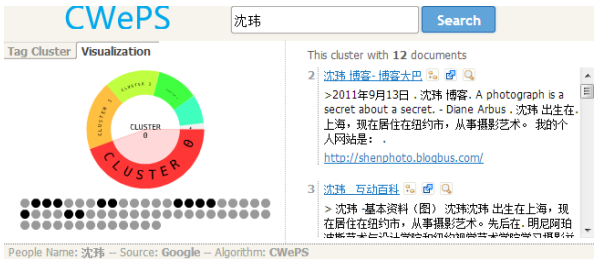 CWePS
沈玮
Search
Tag Cluster
Visualization
This cluster with 12 documents
CLUSTER 0
CLUSTER 0
2 沈玮 博客- 博客大巴
>2011年9月13日 . 沈玮 博客. A photograph is a
secret about a secret. - Diane Arbus . 沈玮 出生在.
上海，现在居住在纽约市，从事摄影艺术。 我的个
人网站是： .
http://shenphoto.blogbus.com/
3 沈玮_互动百科
> 沈玮 -基本资料（图） 沈玮沈玮 出生在上海，现
在居住在纽约市，从事摄影艺术。先后在. 明尼阿珀
People Name: 沈玮 -- Source: Google -- Algorithm: CWePS